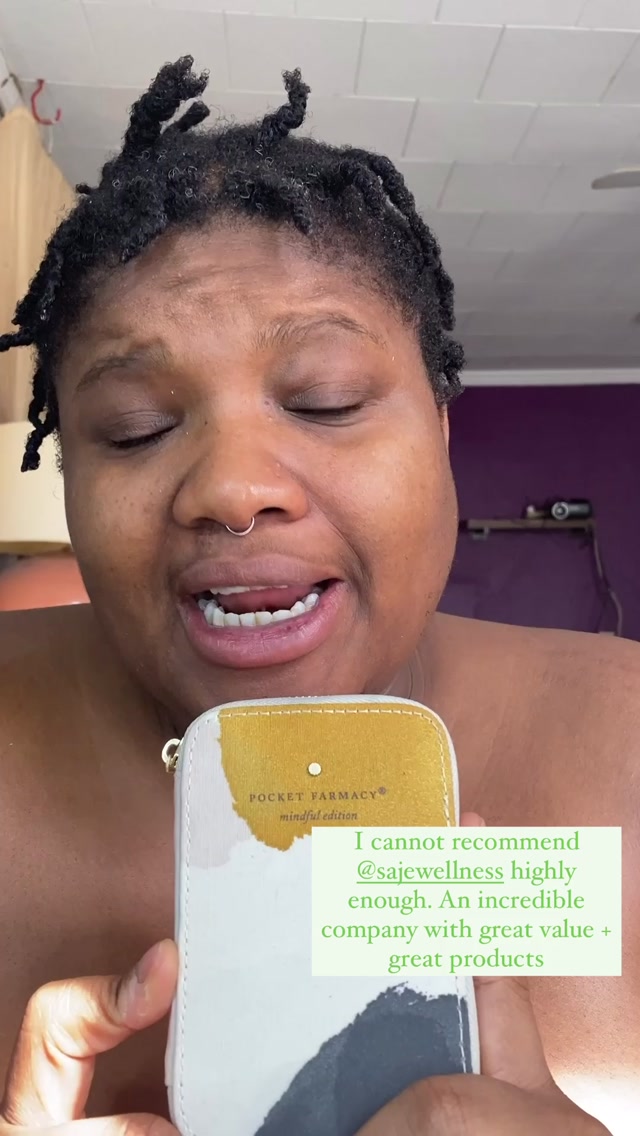 POCKET FARMACY®
mindful edition
I cannot recommend
@sajewellness highly
enough. An incredible
company with great value +
great products